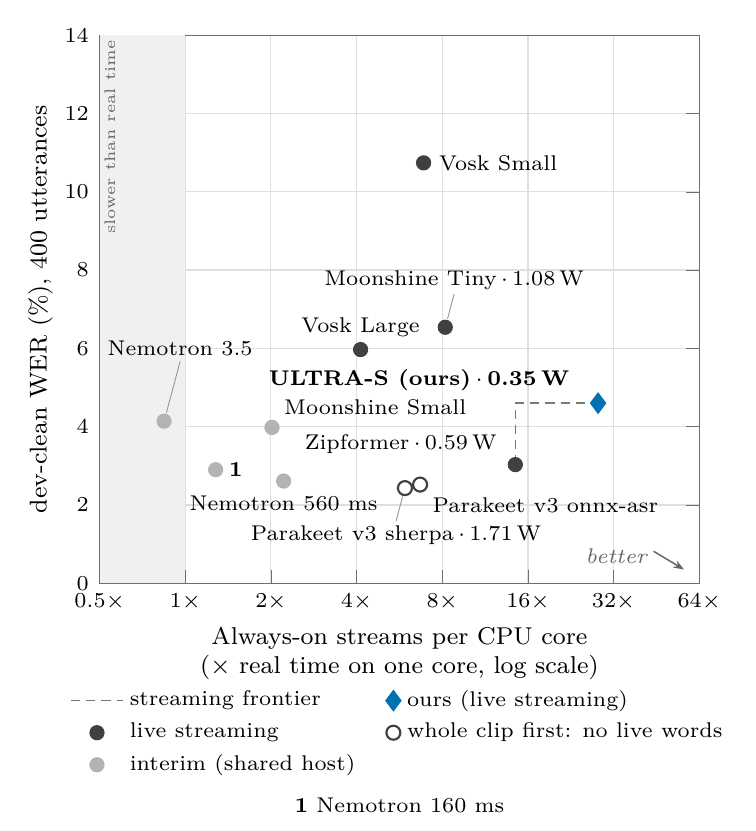 14
12
10
8
6
4
2
0
dev-clean WER (%), 400 utterances
slower than real time
Vosk Small
Moonshine Tiny · 1.08 W
Vosk Large
Nemotron 3.5
ULTRA-S (ours) · 0.35 W
Moonshine Small
Zipformer · 0.59 W
1
Nemotron 560 ms
Parakeet v3 onnx-asr
Parakeet v3 sherpa · 1.71 W
better
0.5× 1× 2× 4× 8× 16× 32× 64×
Always-on streams per CPU core
(× real time on one core, log scale)
streaming frontier
ours (live streaming)
live streaming
whole clip first: no live words
interim (shared host)
1 Nemotron 160 ms